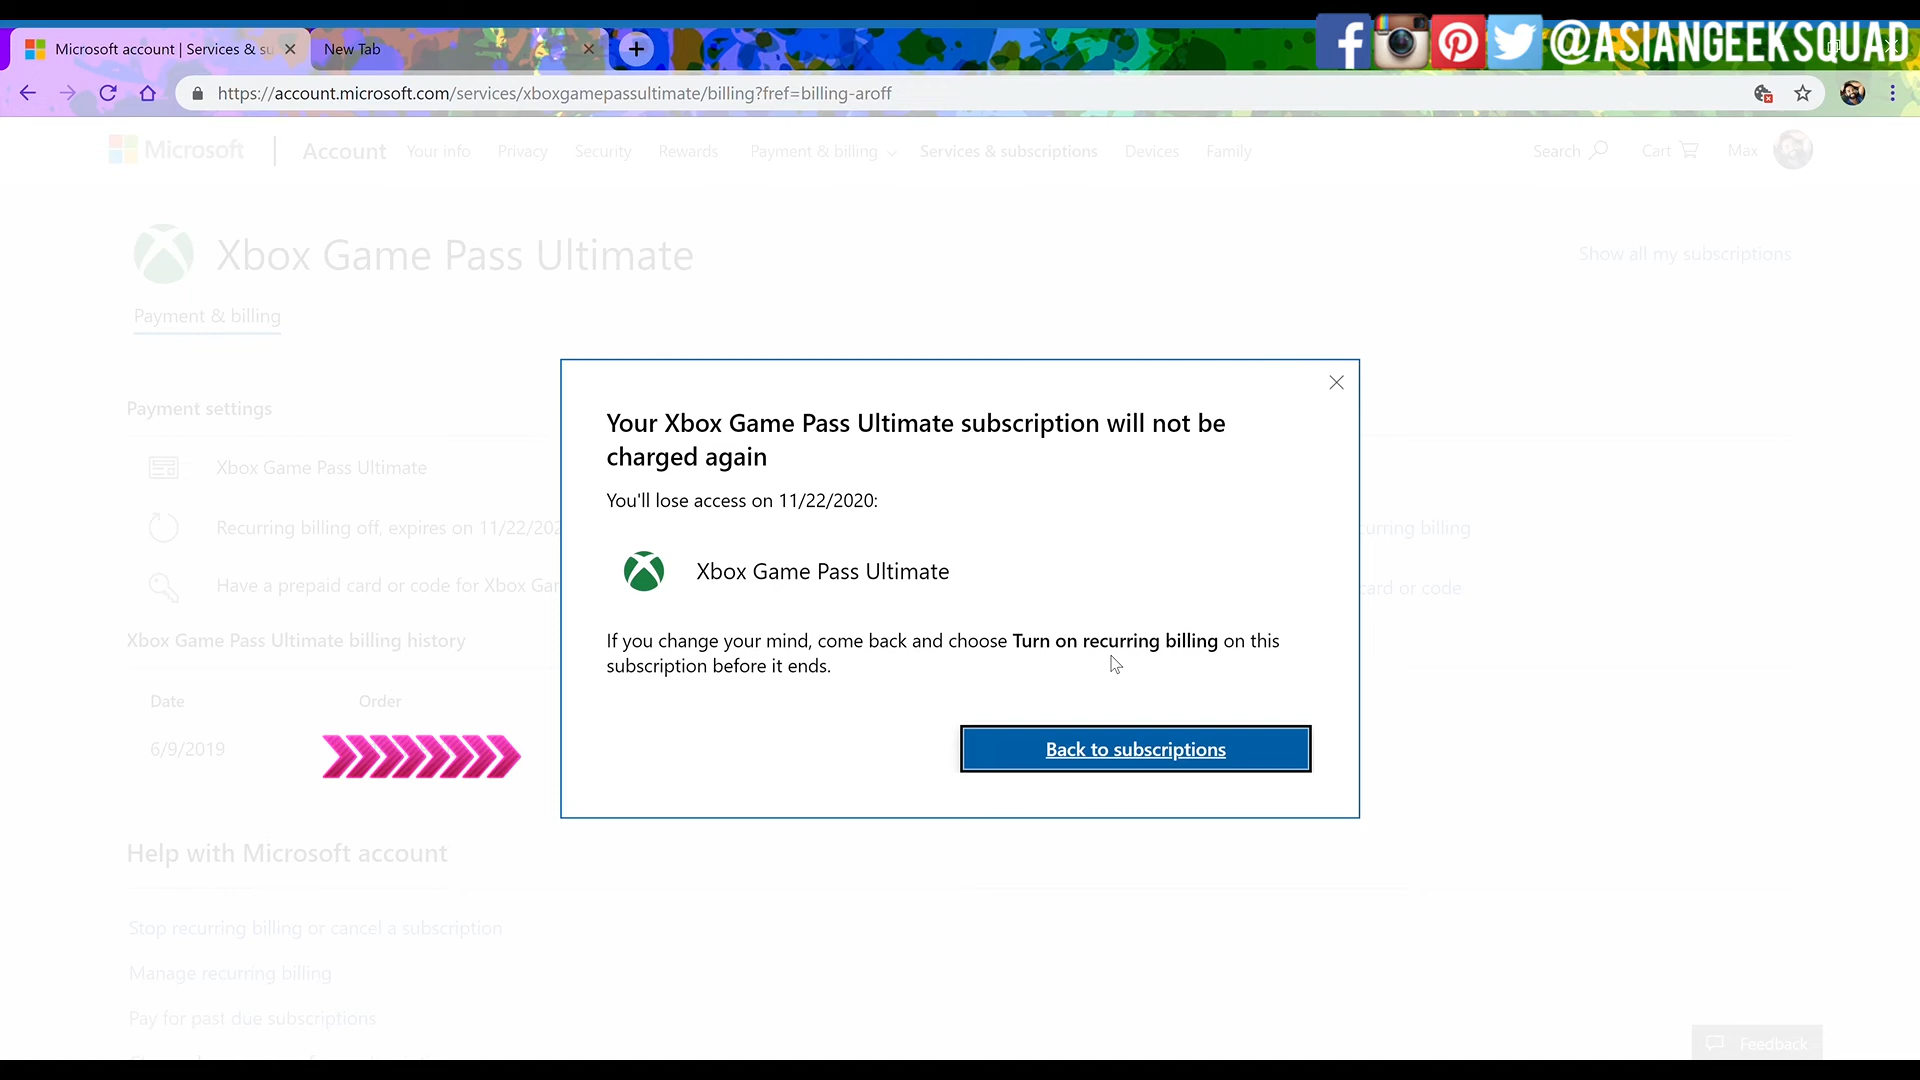 Microsoft account | Services & su
New Tab
@ASIANGEEKSQUAD
https://account.microsoft.com/services/xboxgamepassultimate/billing?fref=billing-aroff
Microsoft Account Your info Privacy Security Rewards Payment & billing Services & subscriptions Devices Family Search Cart Max
Xbox Game Pass Ultimate
Show all my subscriptions
Payment & billing
Payment settings
Xbox Game Pass Ultimate
Recurring billing off, expires on 11/22/202
urring billing
Have a prepaid card or code for Xbox Gar
card or code
Xbox Game Pass Ultimate billing history
Date Order
6/9/2019
Your Xbox Game Pass Ultimate subscription will not be
charged again
You'll lose access on 11/22/2020:
Xbox Game Pass Ultimate
If you change your mind, come back and choose Turn on recurring billing on this
subscription before it ends.
Back to subscriptions
Help with Microsoft account
Stop recurring billing or cancel a subscription
Manage recurring billing
Pay for past due subscriptions
Feedback